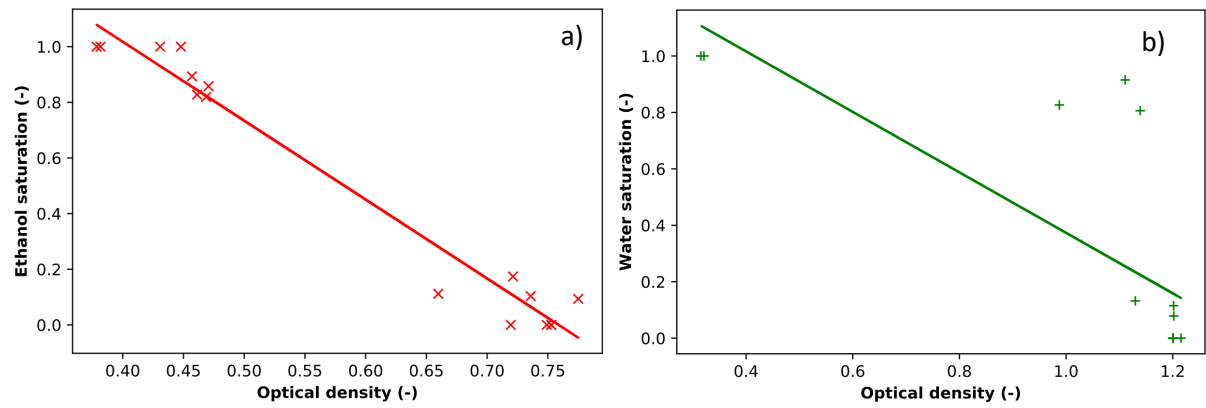 a)
1.0
0.8
0.6
0.4
0.2
0.0
Ethanol saturation (-)
0.40 0.45 0.50 0.55 0.60 0.65 0.70 0.75
Optical density (-)
b)
1.0
0.8
0.6
0.4
0.2
0.0
Water saturation (-)
0.4 0.6 0.8 1.0 1.2
Optical density (-)